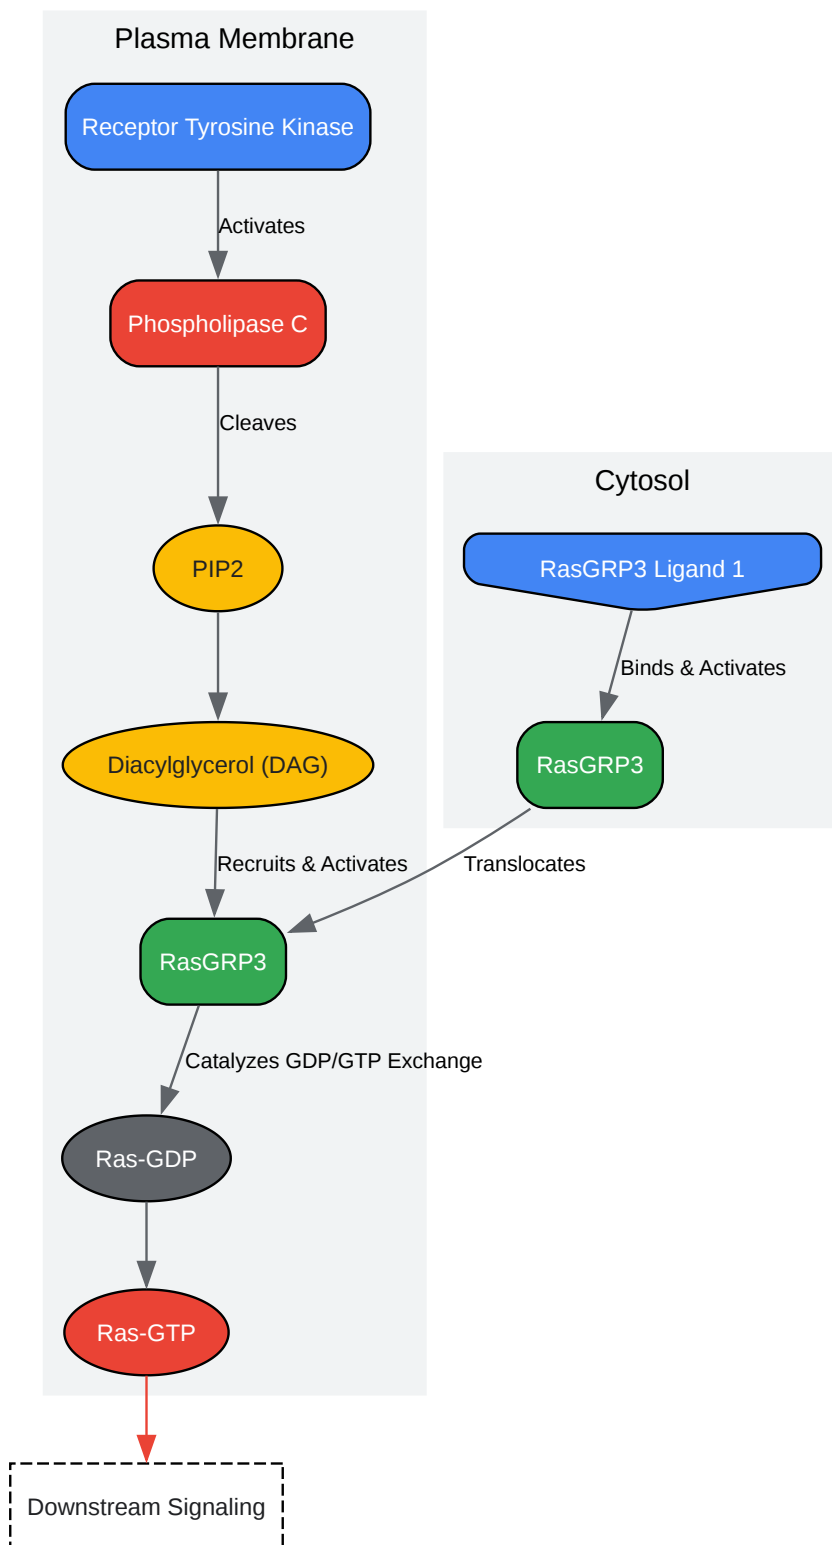 Plasma Membrane
Receptor Tyrosine Kinase
Activates
Phospholipase C
Cleaves
Cytosol
PIP2
RasGRP3 Ligand 1
Binds & Activates
Diacylglycerol (DAG)
RasGRP3
Recruits & Activates
Translocates
RasGRP3
Catalyzes GDP/GTP Exchange
Ras-GDP
Ras-GTP
Downstream Signaling